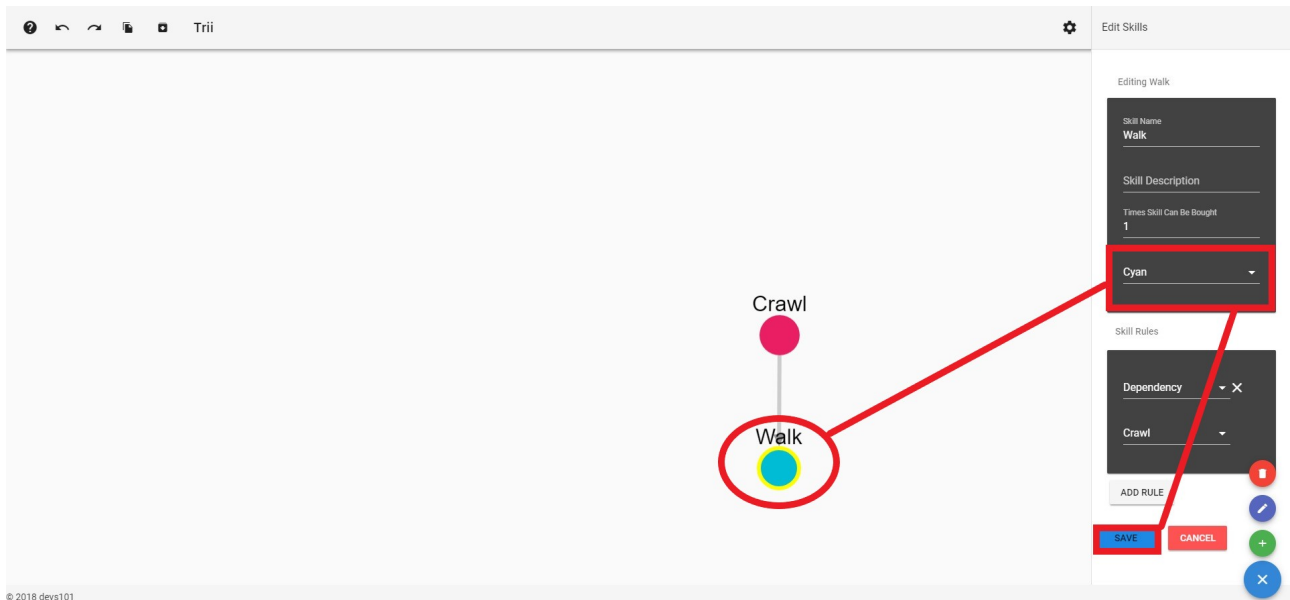 Trii
Edit Skills
Editing Walk
Skill Name
Walk
Skill Description
Times Skill Can Be Bought
1
Cyan
Crawl
Walk
Skill Rules
Dependency
Crawl
ADD RULE
SAVE
CANCEL
© 2018 devs101